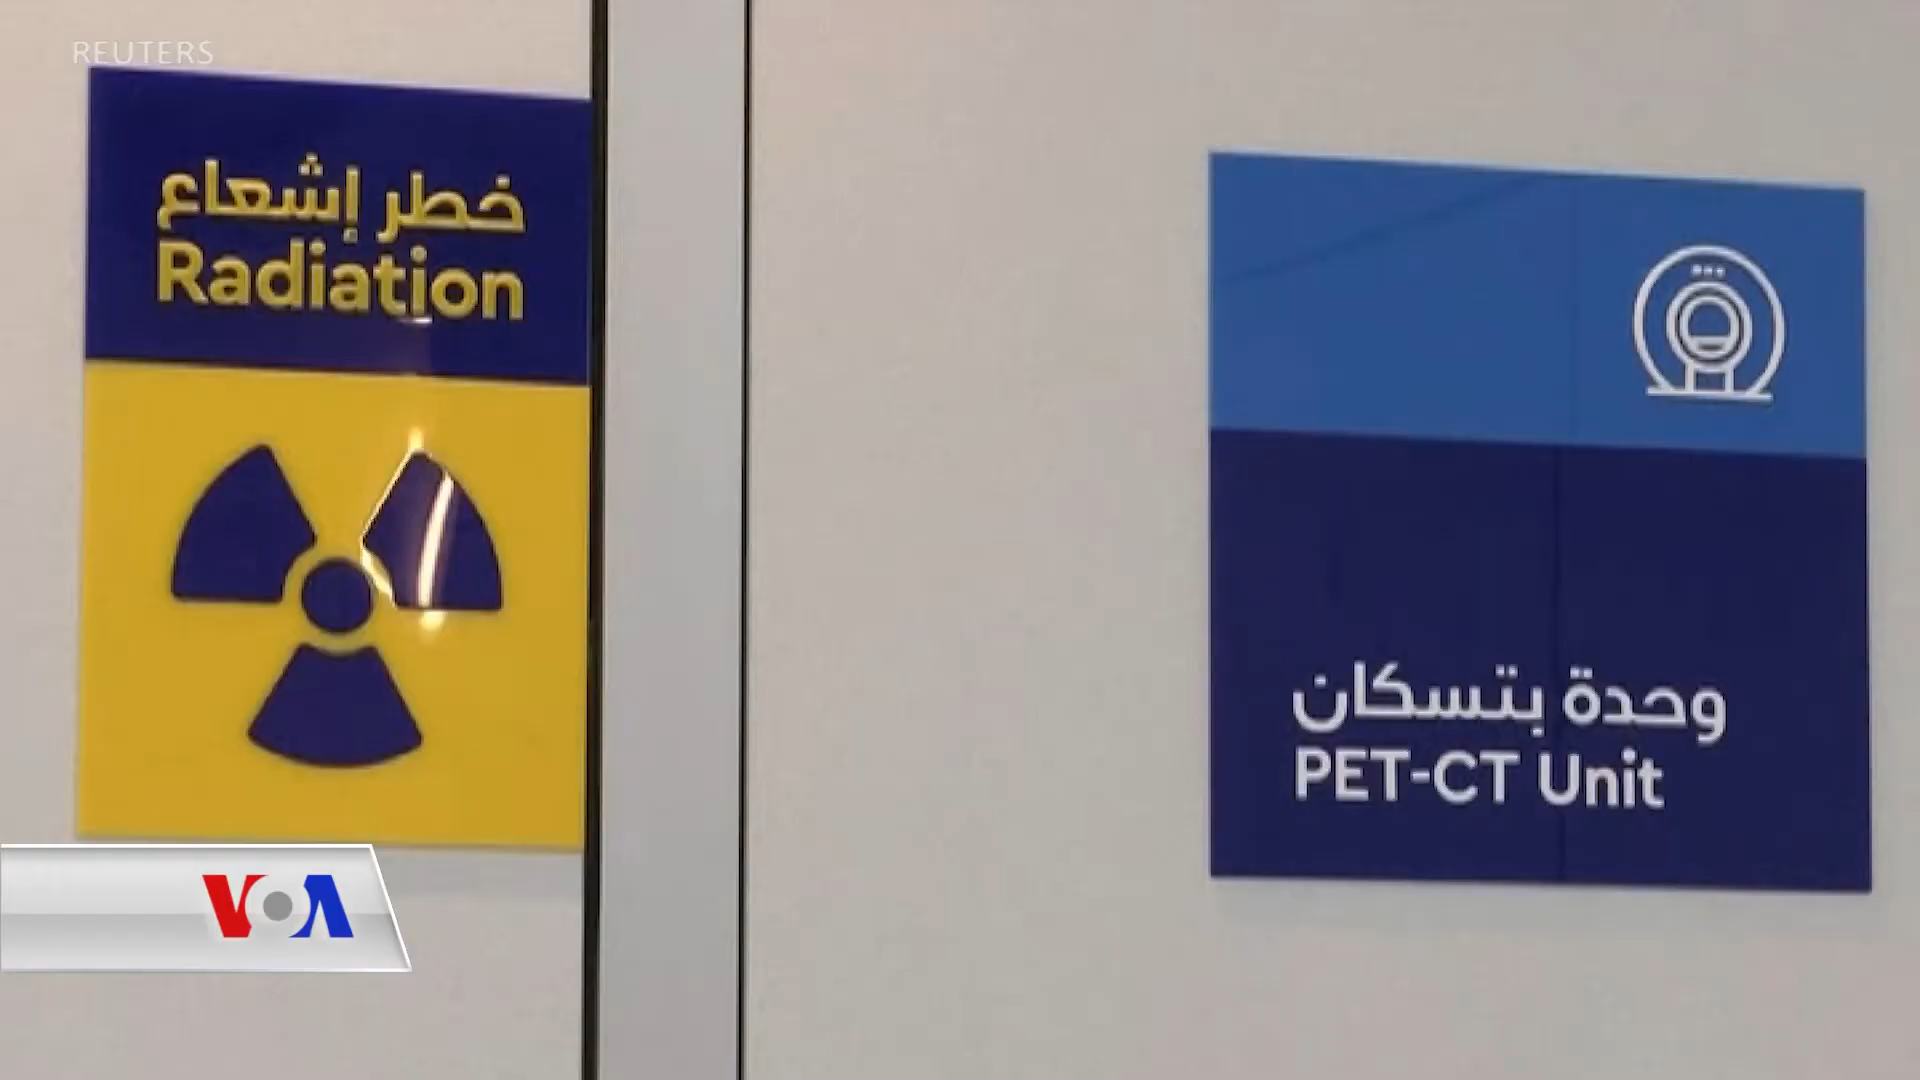 REUTERS
خطر إشعاع
Radiation
وحدة بتسكان
PET-CT Unit
VOA